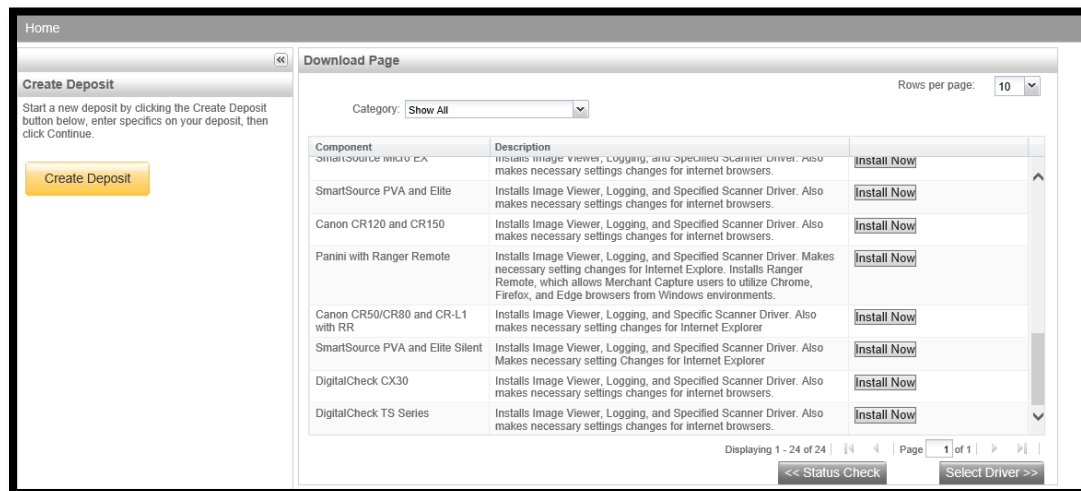 Home
«
Download Page
Create Deposit
Start a new deposit by clicking the Create Deposit
button below, enter specifics on your deposit, then
click Continue.
Create Deposit
Rows per page: 10
Category: Show All
Component Description
SmartSource Micro EX Installs Image Viewer, Logging, and Specified Scanner Driver. Also Install Now
makes necessary settings changes for internet browsers.
SmartSource PVA and Elite Installs Image Viewer, Logging, and Specified Scanner Driver. Also Install Now
makes necessary settings changes for internet browsers.
Canon CR120 and CR150 Installs Image Viewer, Logging, and Specified Scanner Driver. Also Install Now
makes necessary settings changes for internet browsers.
Panini with Ranger Remote Installs Image Viewer, Logging, and Specified Scanner Driver. Makes Install Now
necessary setting changes for Internet Explore. Installs Ranger
Remote, which allows Merchant Capture users to utilize Chrome,
Firefox, and Edge browsers from Windows environments.
Canon CR50/CR80 and CR-L1 Installs Image Viewer, Logging, and Specific Scanner Driver. Also Install Now
with RR makes necessary setting changes for Internet Explorer
SmartSource PVA and Elite Silent Installs Image Viewer, Logging, and Specified Scanner Driver. Also Install Now
Makes necessary setting Changes for Internet Explorer
DigitalCheck CX30 Installs Image Viewer, Logging, and Specified Scanner Driver. Also Install Now
makes necessary settings changes for internet browsers.
DigitalCheck TS Series Installs Image Viewer, Logging, and Specified Scanner Driver. Also Install Now
makes necessary settings changes for internet browsers.
Displaying 1 - 24 of 24 Page 1 of 1
<< Status Check Select Driver >>